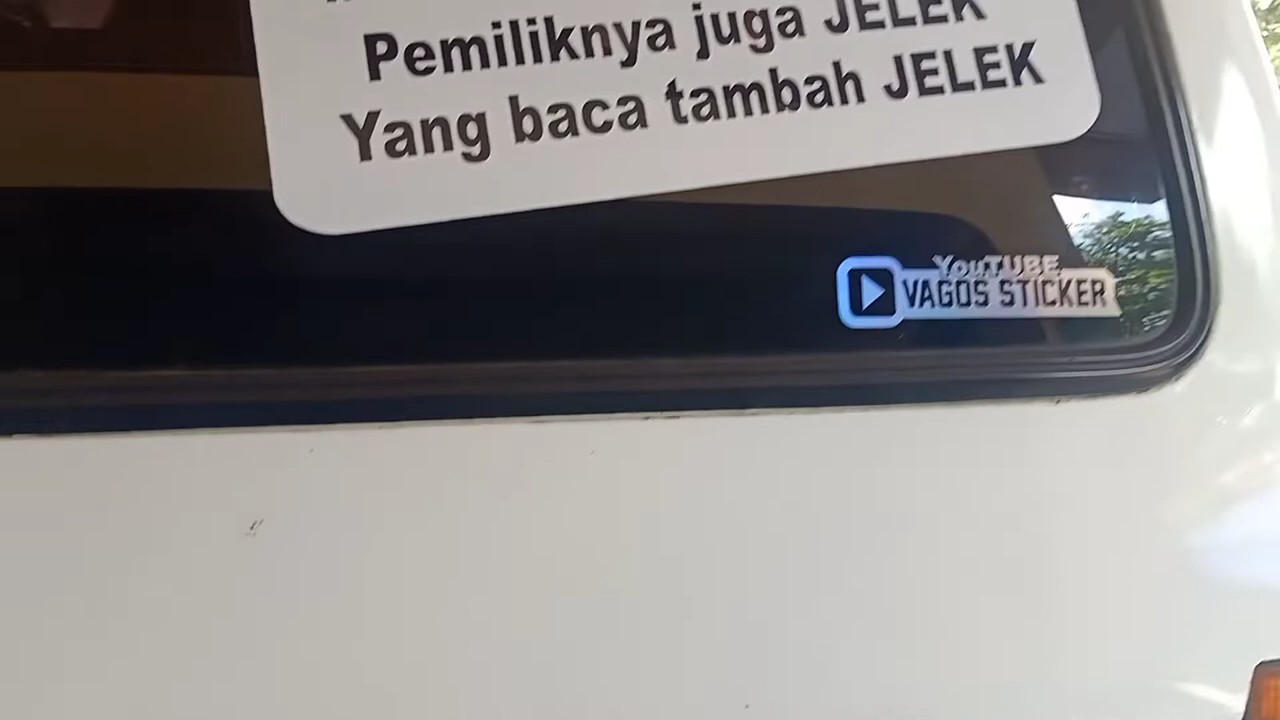 Pemiliknya juga JELEK
Yang baca tambah JELEK
YouTUBE
VAGOS STICKER